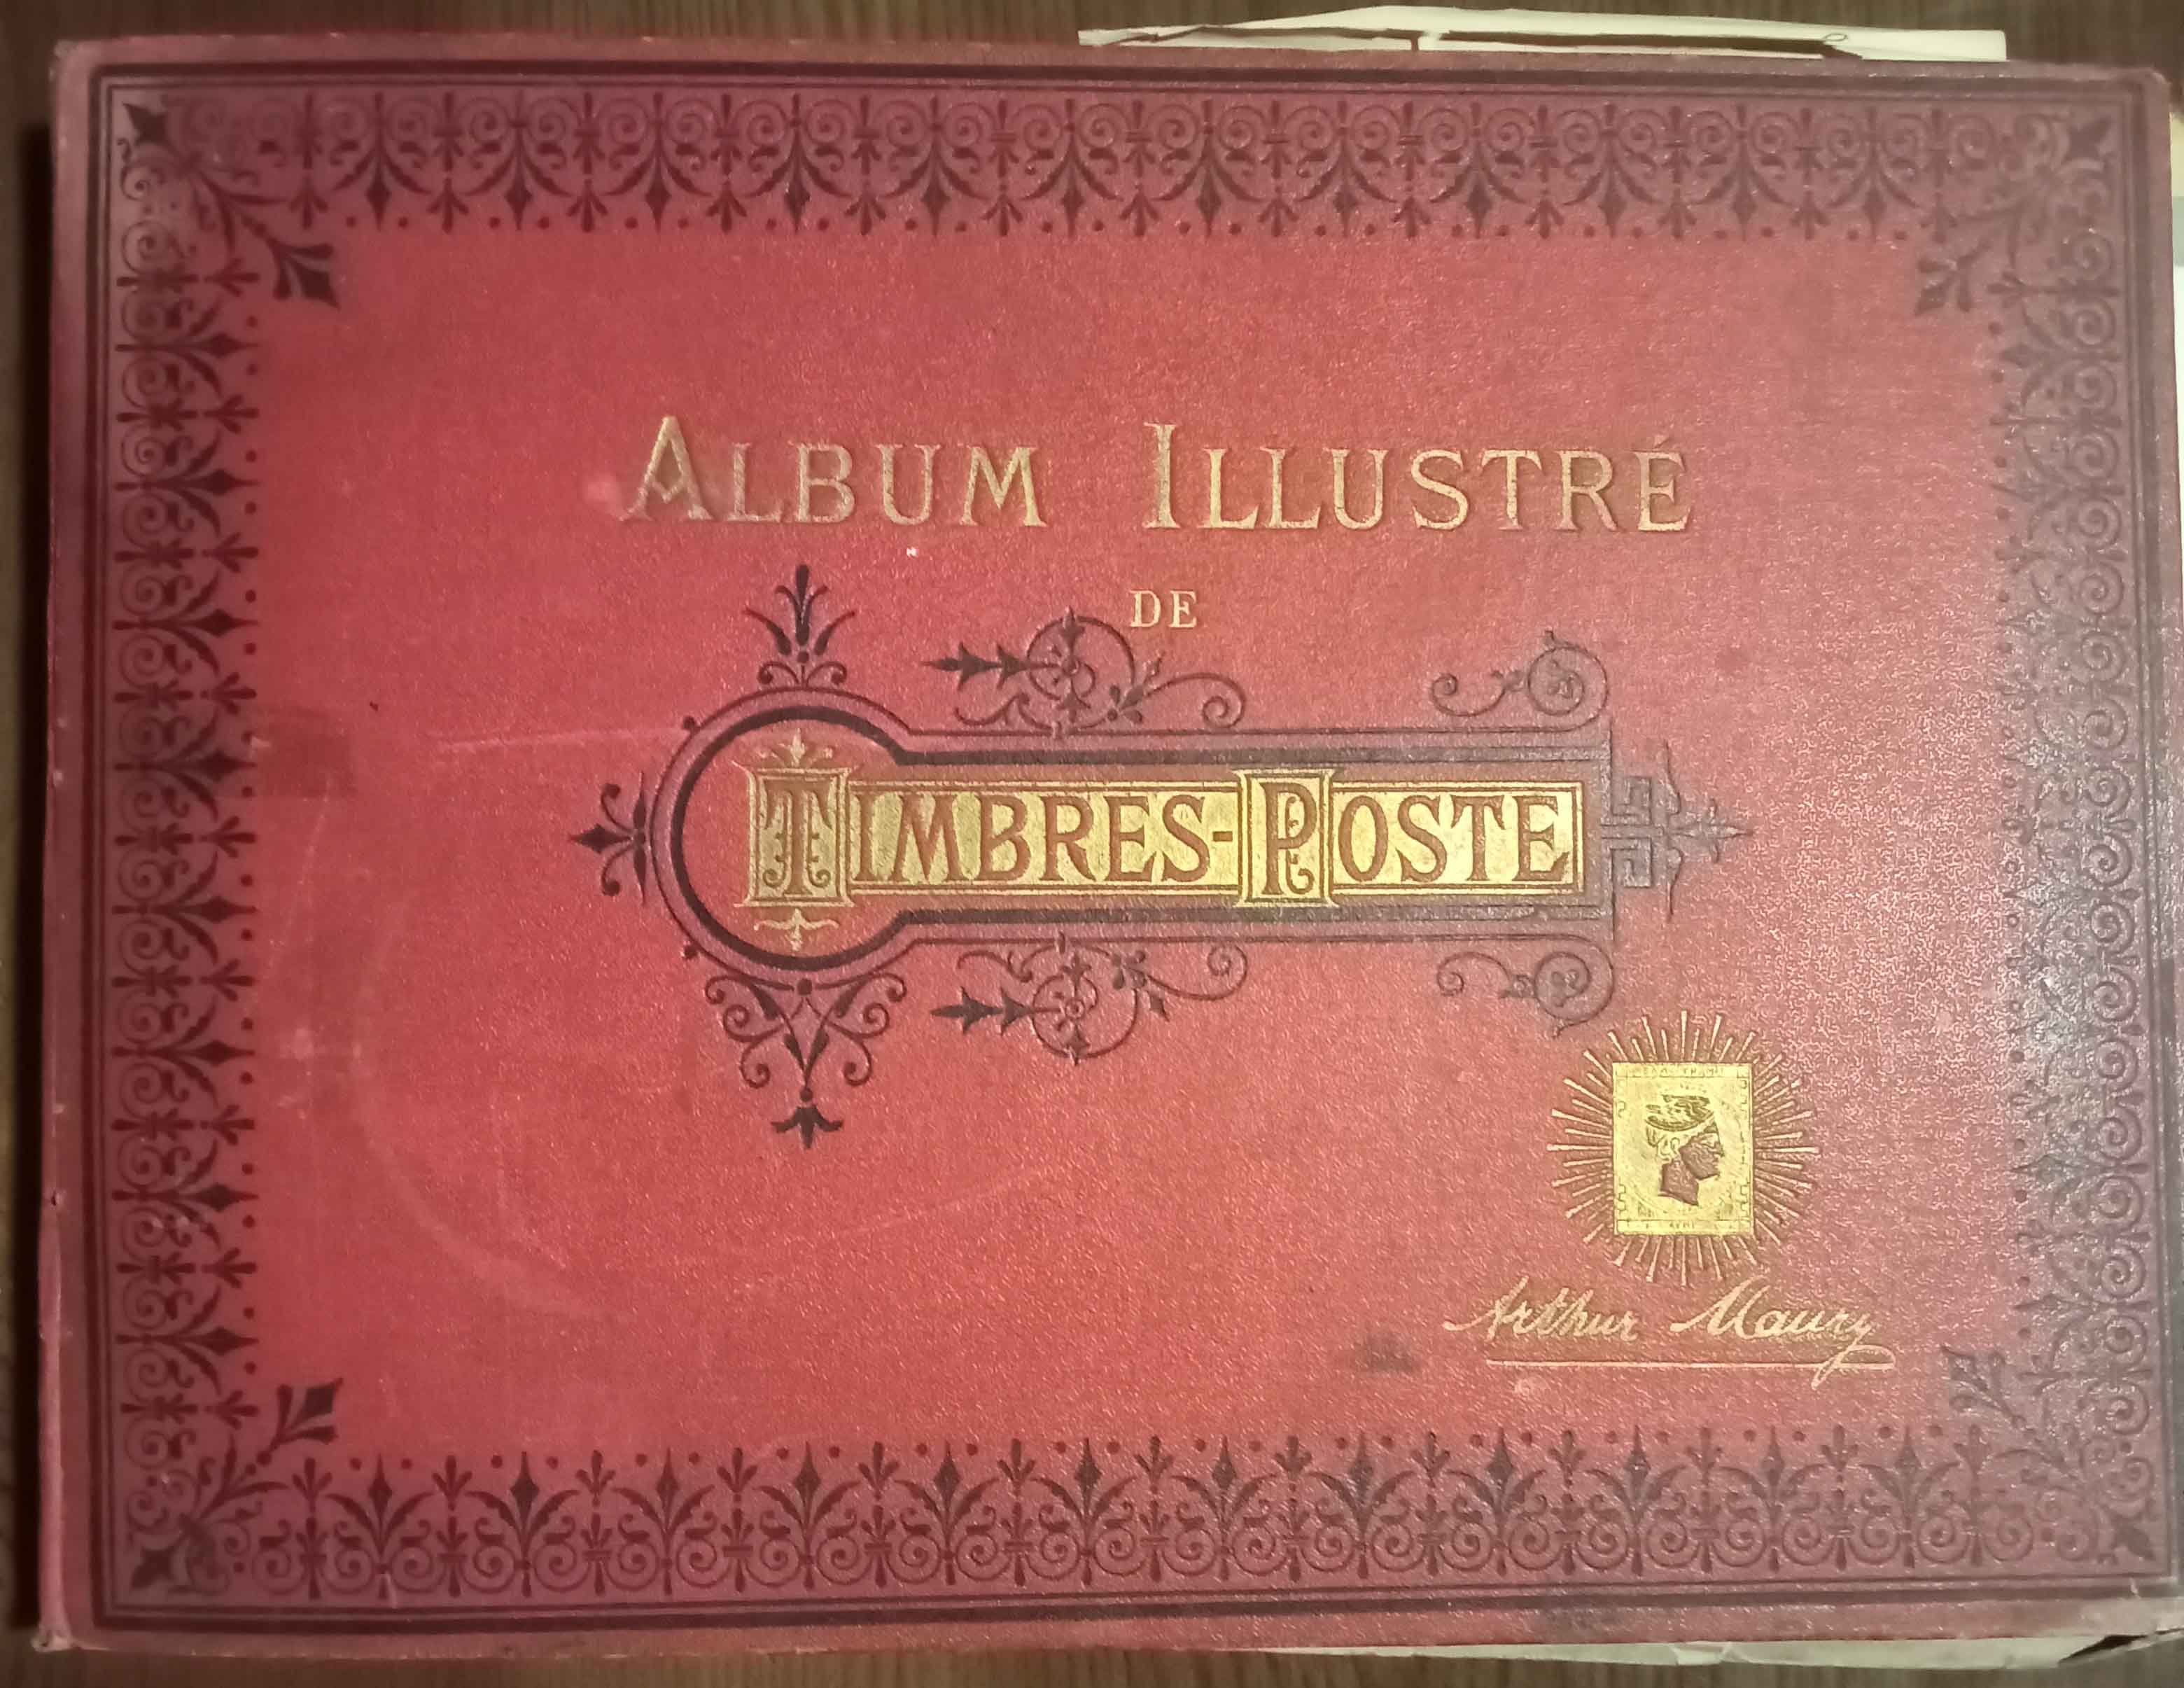 ALBUM ILLUSTRÉ
DE
TIMBRES-POSTE
Arthur Maury